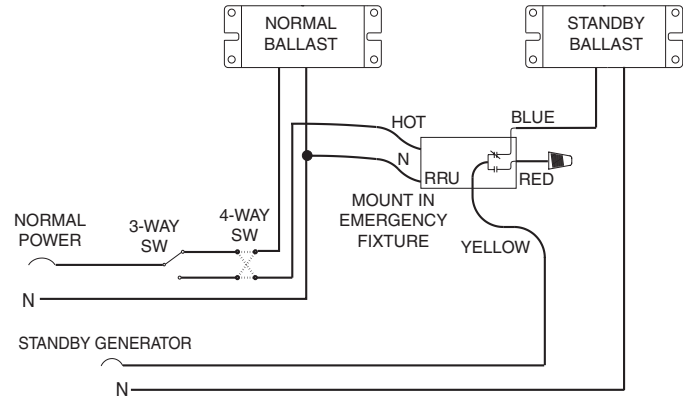 NORMAL
BALLAST
STANDBY
BALLAST
HOT
BLUE
N
RRU
RED
MOUNT IN
EMERGENCY
FIXTURE
YELLOW
NORMAL
POWER
3-WAY
SW
4-WAY
SW
N
STANDBY GENERATOR
N